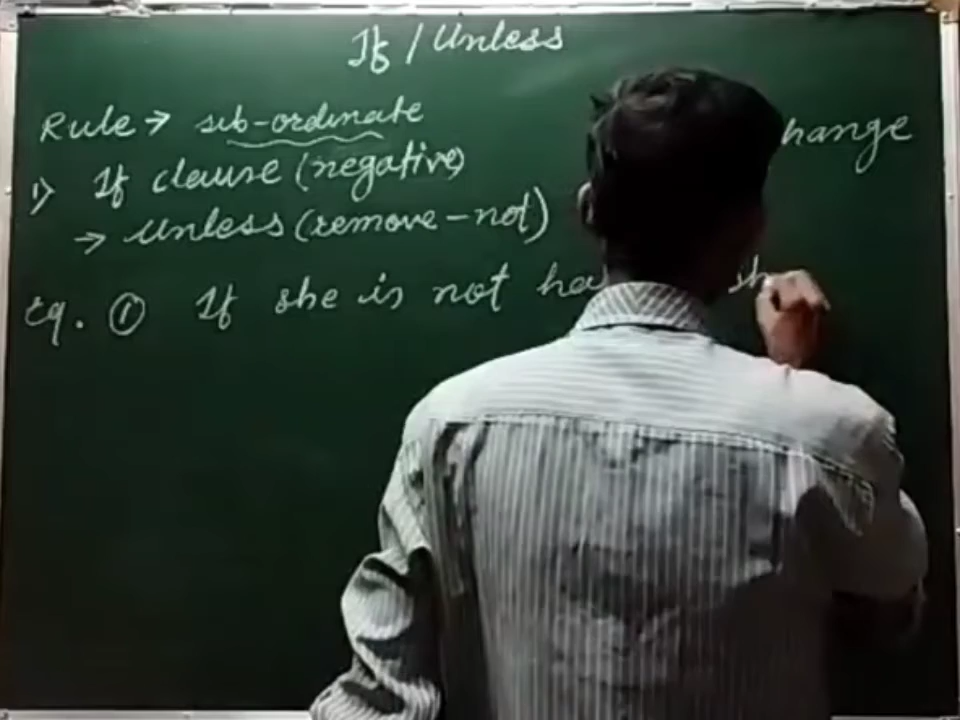 If / Unless
Rule → sub-ordinate hange
1) If clause (negative)
→ Unless (remove - not)
Eg. ① If she is not ha sh